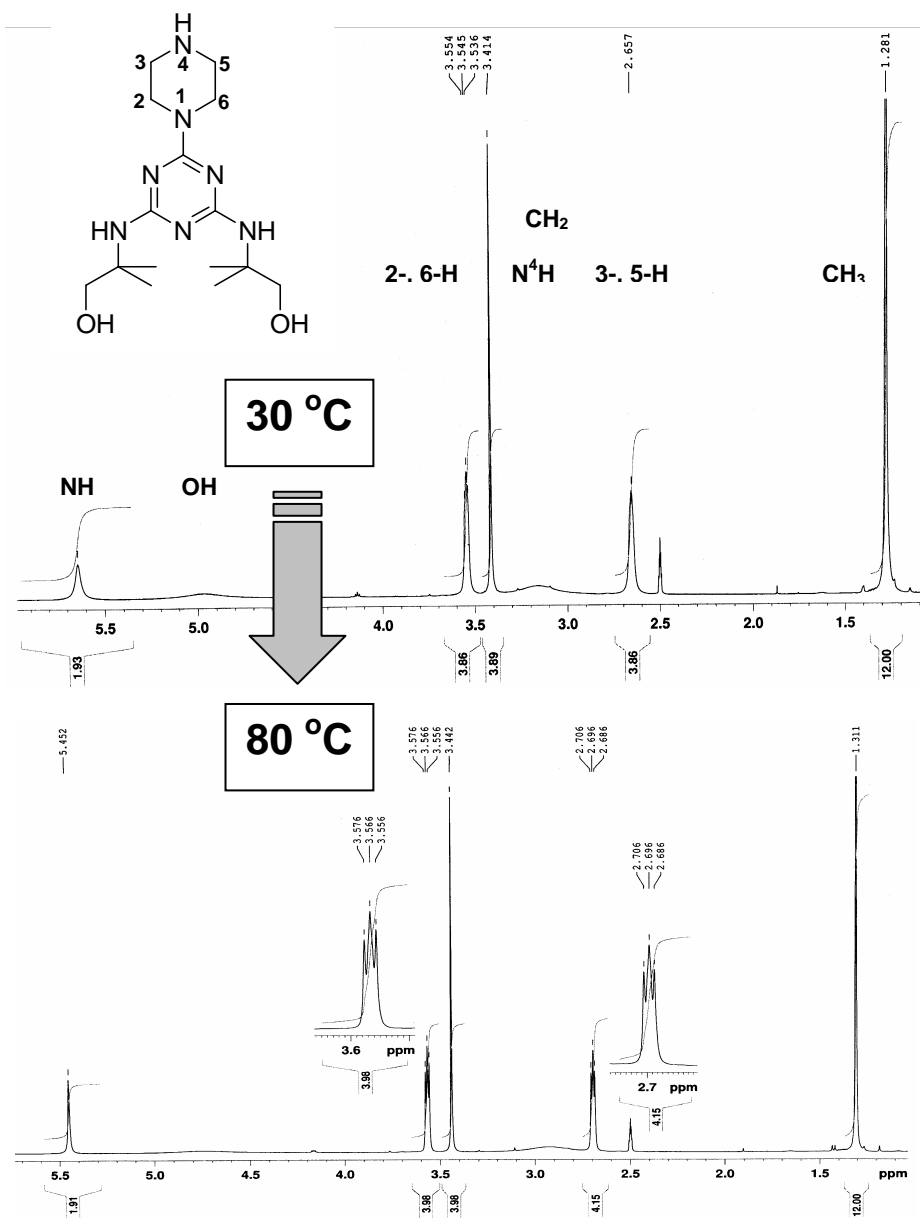 H
N
3 4 5
2 1 6
N
N N
HN N HN
OH OH
3.554
3.545
3.536
3.414
2.657
1.281
CH2
2-. 6-H N4H 3-. 5-H CH3
30 oC
NH OH
5.5 5.0 4.0 3.5 3.0 2.5 2.0 1.5
1.93 3.86 3.89 3.86 12.00
80 oC
5.452
3.576
3.566
3.556
3.442
2.706
2.696
2.686
1.311
3.576
3.566
3.556
2.706
2.696
2.686
3.6 ppm
3.98
2.7 ppm
4.15
5.5 5.0 4.5 4.0 3.5 3.0 2.5 2.0 1.5 ppm
1.91 3.98 3.98 4.15 12.00